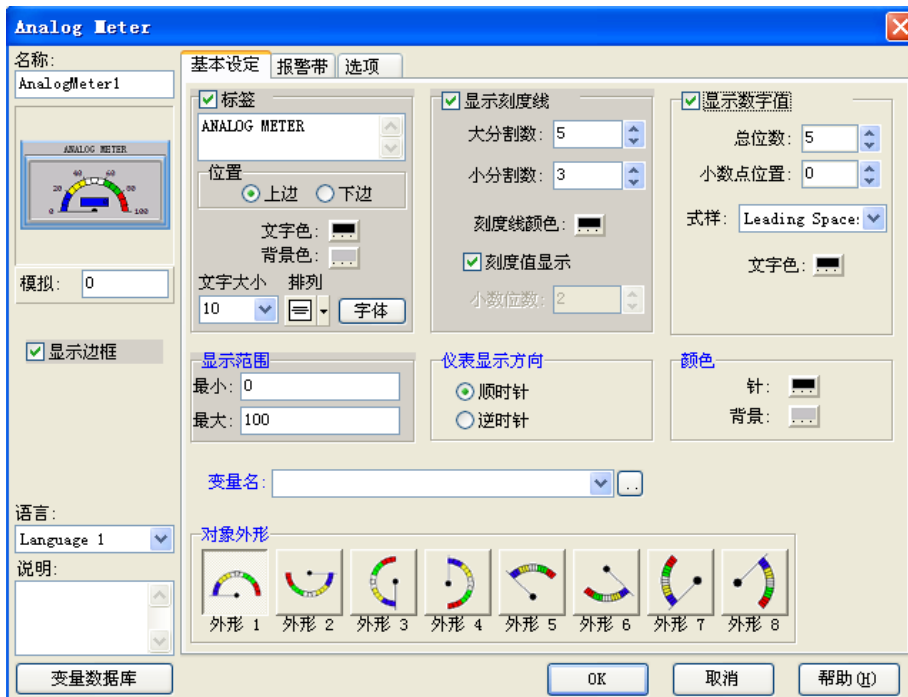 Analog Meter
名称:
AnalogMeter1
ANALOG METER
0 20 40 60 80 100
模拟: 0
显示边框
语言:
Language 1
说明:
变量数据库
基本设定 报警带 选项
标签
ANALOG METER
位置
上边 下边
文字色: ...
背景色: ...
文字大小 排列
10 字体
显示刻度线
大分割数: 5
小分割数: 3
刻度线颜色: ...
刻度值显示
小数位数: 2
显示数字值
总位数: 5
小数点位置: 0
式样: Leading Space:
文字色: ...
显示范围
最小: 0
最大: 100
仪表显示方向
顺时针
逆时针
颜色
针: ...
背景: ...
变量名: ..
对象外形
外形 1 外形 2 外形 3 外形 4 外形 5 外形 6 外形 7 外形 8
OK 取消 帮助(H)